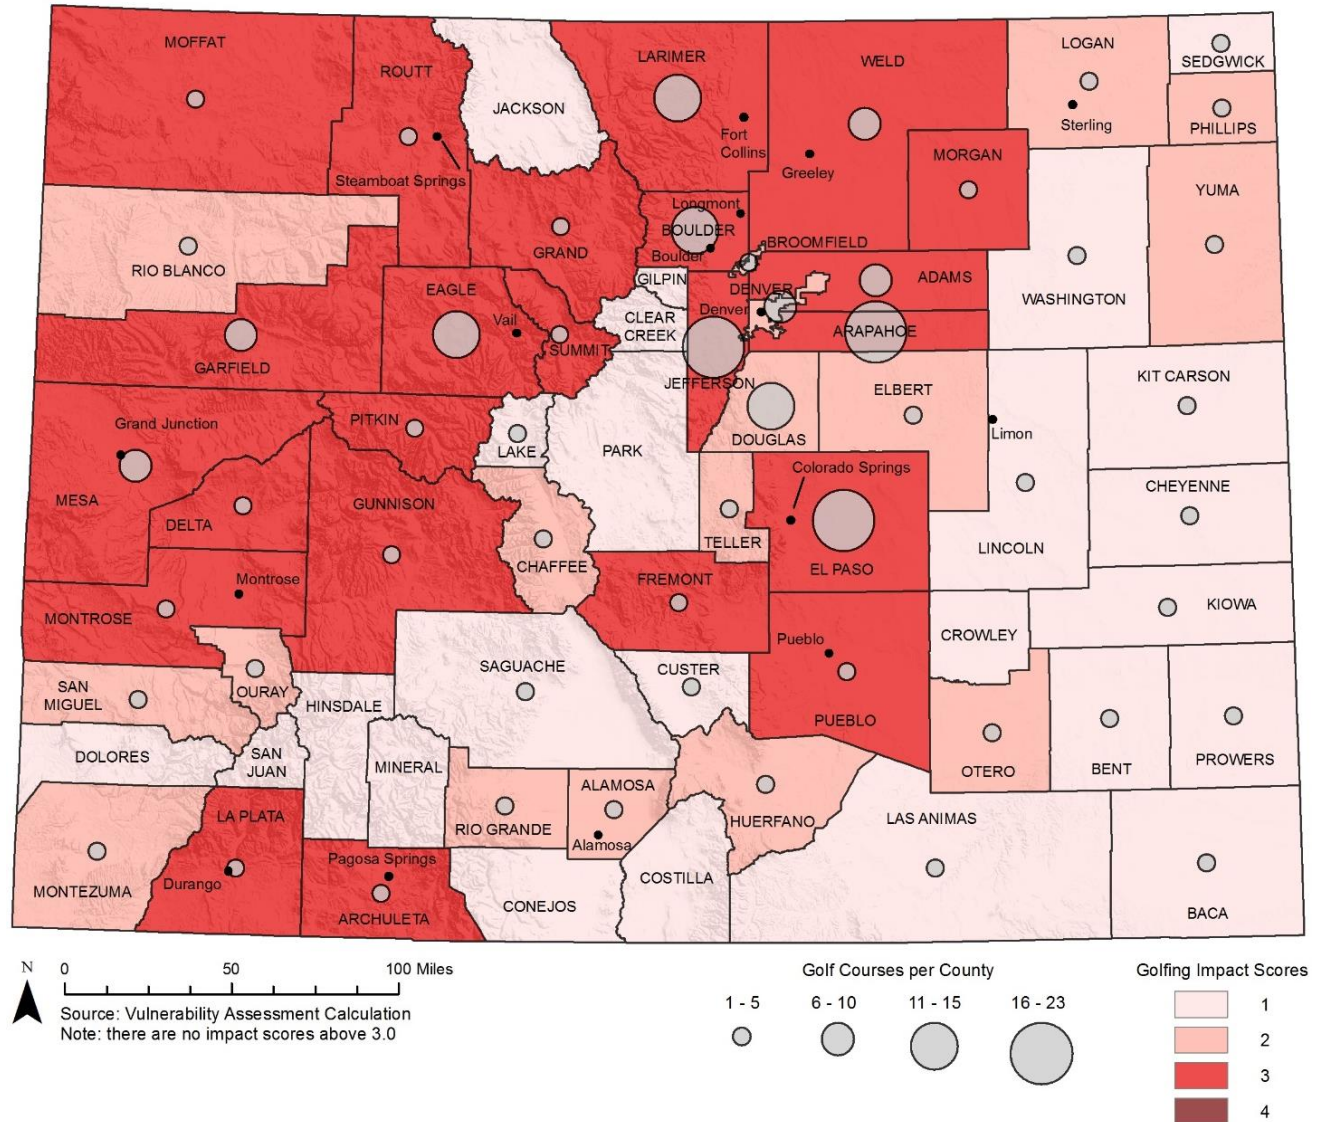 MOFFAT
ROUTT
JACKSON
LARIMER
WELD
LOGAN
SEDGWICK
PHILLIPS
Sterling
Fort
Collins
Greeley
MORGAN
Steamboat Springs
YUMA
Longmont
BOULDER
Boulder
BROOMFIELD
GRAND
RIO BLANCO
GILPIN
DENVER
Denver
ADAMS
WASHINGTON
EAGLE
Vail
CLEAR
CREEK
ARAPAHOE
SUMMIT
GARFIELD
JEFFERSON
KIT CARSON
ELBERT
Grand Junction
PITKIN
LAKE
PARK
DOUGLAS
Limon
MESA
DELTA
GUNNISON
Colorado Springs
CHEYENNE
TELLER
LINCOLN
EL PASO
CHAFFEE
FREMONT
Montrose
MONTROSE
KIOWA
CROWLEY
Pueblo
SAGUACHE
CUSTER
SAN
MIGUEL
OURAY
HINSDALE
PUEBLO
DOLORES
SAN
JUAN
MINERAL
OTERO
BENT
PROWERS
ALAMOSA
LA PLATA
RIO GRANDE
HUERFANO
LAS ANIMAS
Alamosa
Pagosa Springs
COSTILLA
MONTEZUMA
Durango
ARCHULETA
CONEJOS
BACA
N
0 50 100 Miles
Source: Vulnerability Assessment Calculation
Note: there are no impact scores above 3.0
Golf Courses per County
1 - 5 6 - 10 11 - 15 16 - 23
Golfing Impact Scores
1
2
3
4